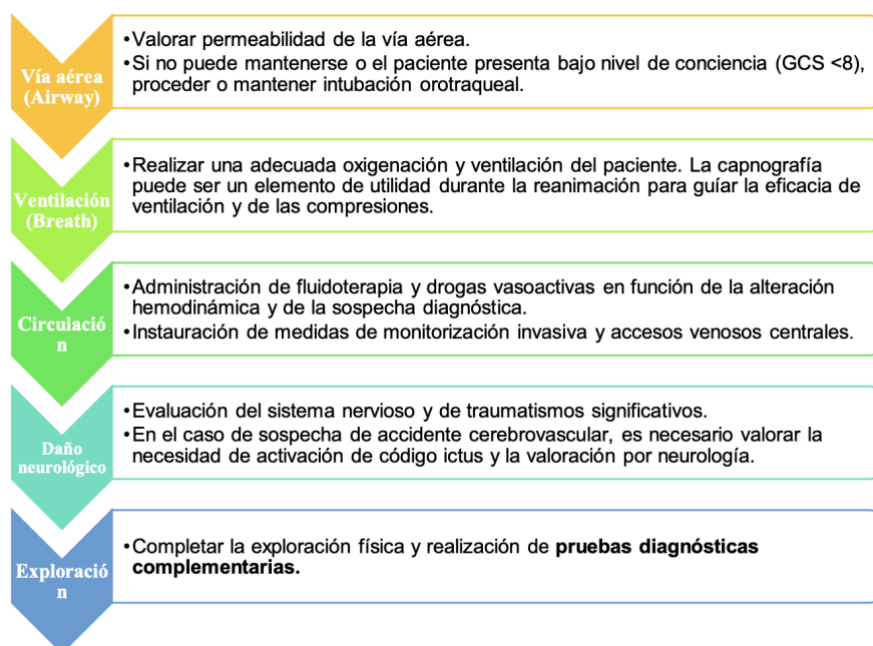 Vía aérea
(Airway)
•Valorar permeabilidad de la vía aérea.
•Si no puede mantenerse o el paciente presenta bajo nivel de conciencia (GCS <8),
proceder o mantener intubación orotraqueal.
Ventilación
(Breath)
•Realizar una adecuada oxigenación y ventilación del paciente. La capnografía
puede ser un elemento de utilidad durante la reanimación para guíar la eficacia de
ventilación y de las compresiones.
Circulació
n
•Administración de fluidoterapia y drogas vasoactivas en función de la alteración
hemodinámica y de la sospecha diagnóstica.
•Instauración de medidas de monitorización invasiva y accesos venosos centrales.
Daño
neurológico
•Evaluación del sistema nervioso y de traumatismos significativos.
•En el caso de sospecha de accidente cerebrovascular, es necesario valorar la
necesidad de activación de código ictus y la valoración por neurología.
Exploració
n
•Completar la exploración física y realización de pruebas diagnósticas
complementarias.